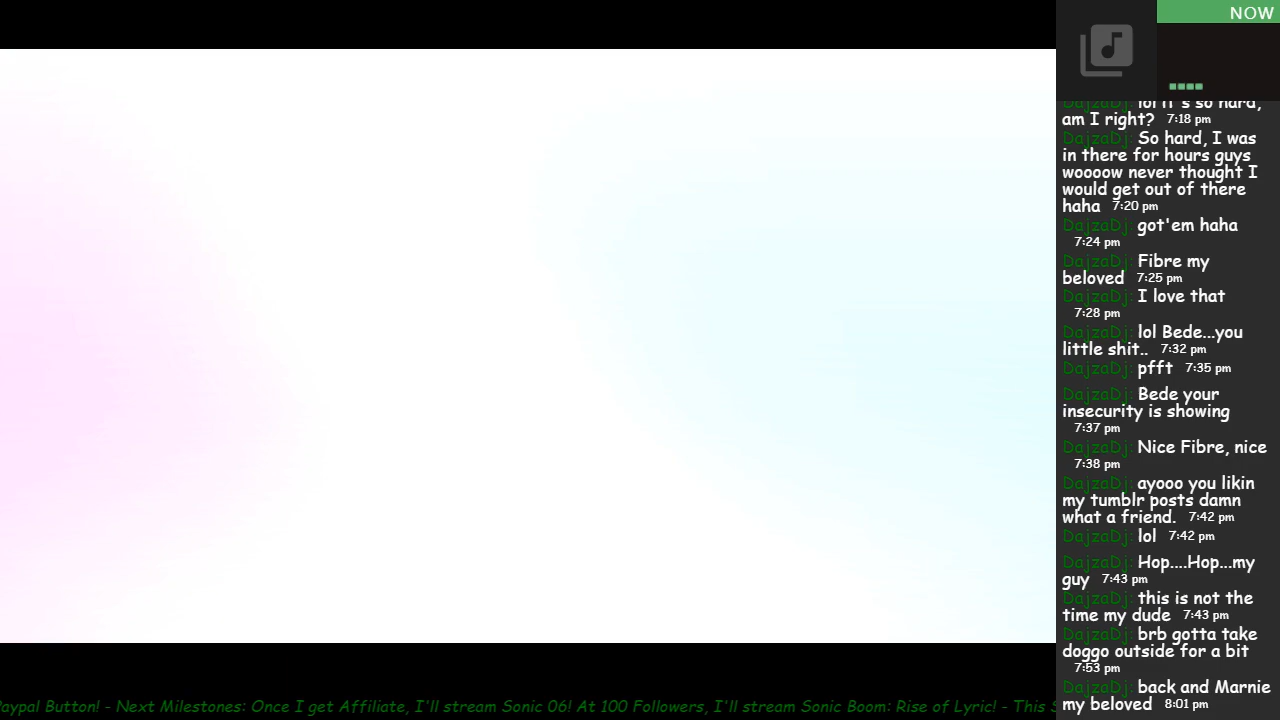 NOW
DajzaDj: lol it's so hard,
am I right? 7:18 pm
DajzaDj: So hard, I was
in there for hours guys
woooow never thought I
would get out of there
haha 7:20 pm
DajzaDj: got'em haha
7:24 pm
DajzaDj: Fibre my
beloved 7:25 pm
DajzaDj: I love that
7:28 pm
DajzaDj: lol Bede...you
little shit.. 7:32 pm
DajzaDj: pfft 7:35 pm
DajzaDj: Bede your
insecurity is showing
7:37 pm
DajzaDj: Nice Fibre, nice
7:38 pm
DajzaDj: ayooo you likin
my tumblr posts damn
what a friend. 7:42 pm
DajzaDj: lol 7:42 pm
DajzaDj: Hop....Hop...my
guy 7:43 pm
DajzaDj: this is not the
time my dude 7:43 pm
DajzaDj: brb gotta take
doggo outside for a bit
7:53 pm
DajzaDj: back and Marnie
my beloved 8:01 pm
Paypal Button! - Next Milestones: Once I get Affiliate, I'll stream Sonic 06! At 100 Followers, I'll stream Sonic Boom: Rise of Lyric! - This